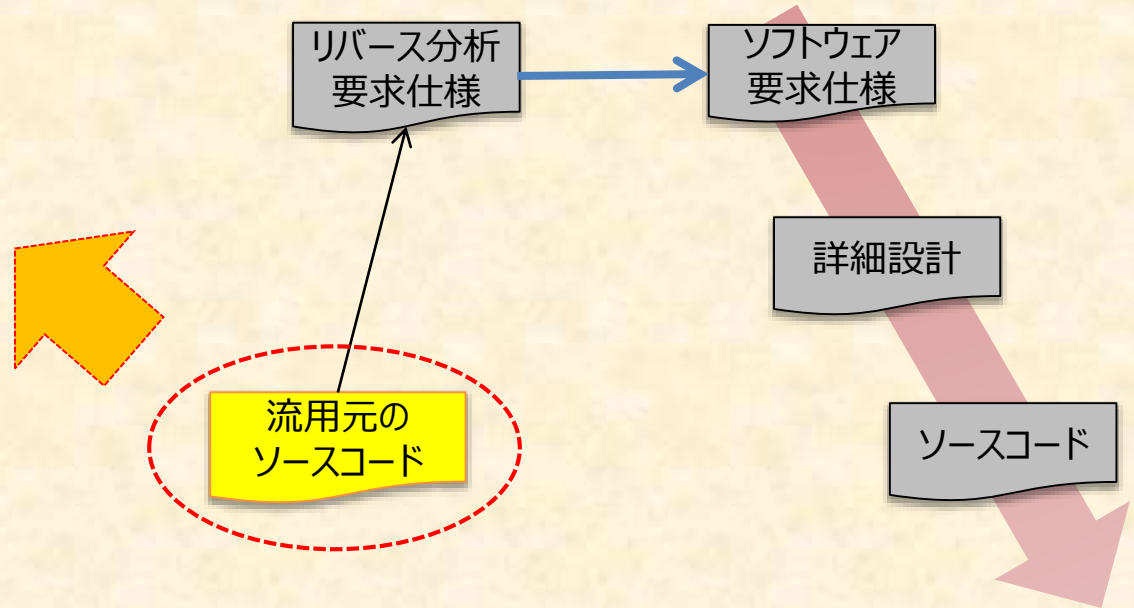 リバース分析
要求仕様
ソフトウェア
要求仕様
詳細設計
流用元の
ソースコード
ソースコード